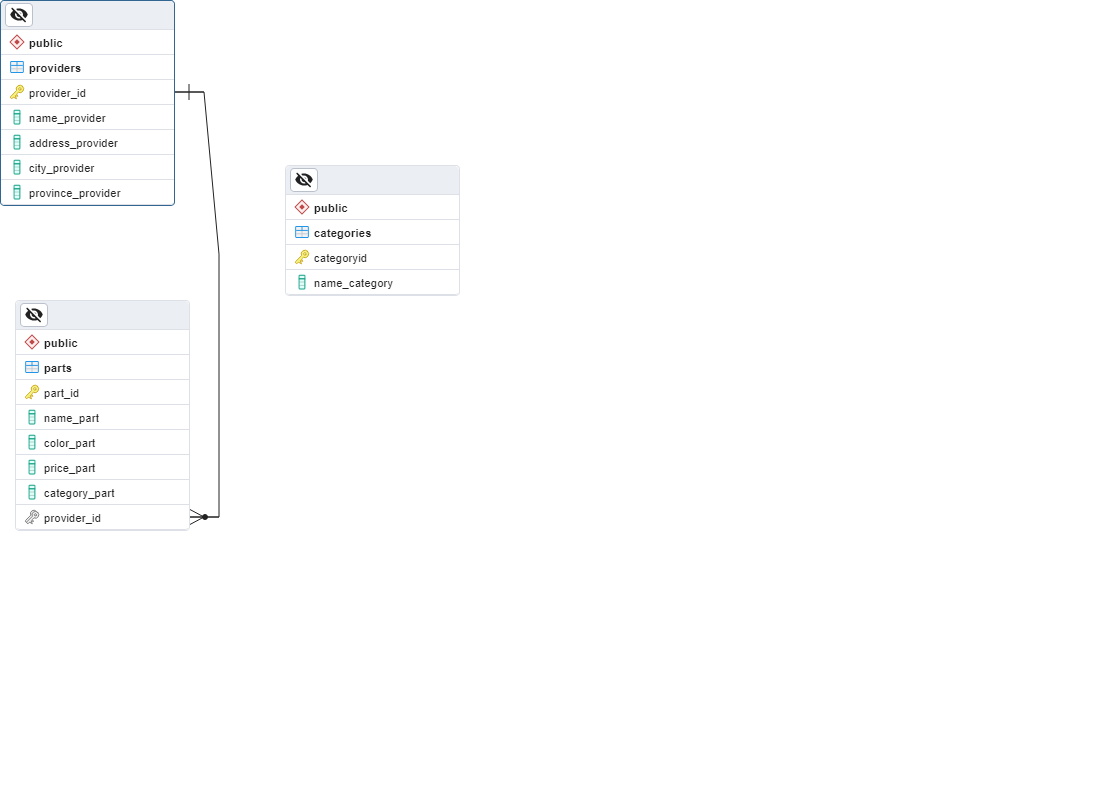 public
providers
provider_id
name_provider
address_provider
city_provider
province_provider
public
categories
categoryid
name_category
public
parts
part_id
name_part
color_part
price_part
category_part
provider_id